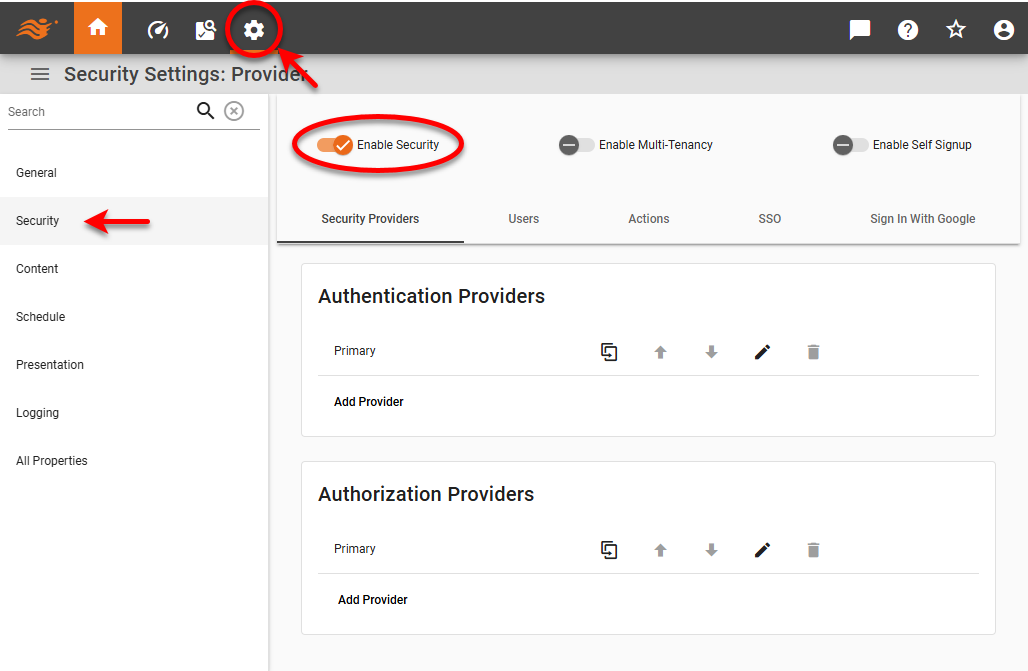 Security Settings: Provider
Search
General
Security
Content
Schedule
Presentation
Logging
All Properties
Enable Security Enable Multi-Tenancy Enable Self Signup
Security Providers Users Actions SSO Sign In With Google
Authentication Providers
Primary
Add Provider
Authorization Providers
Primary
Add Provider